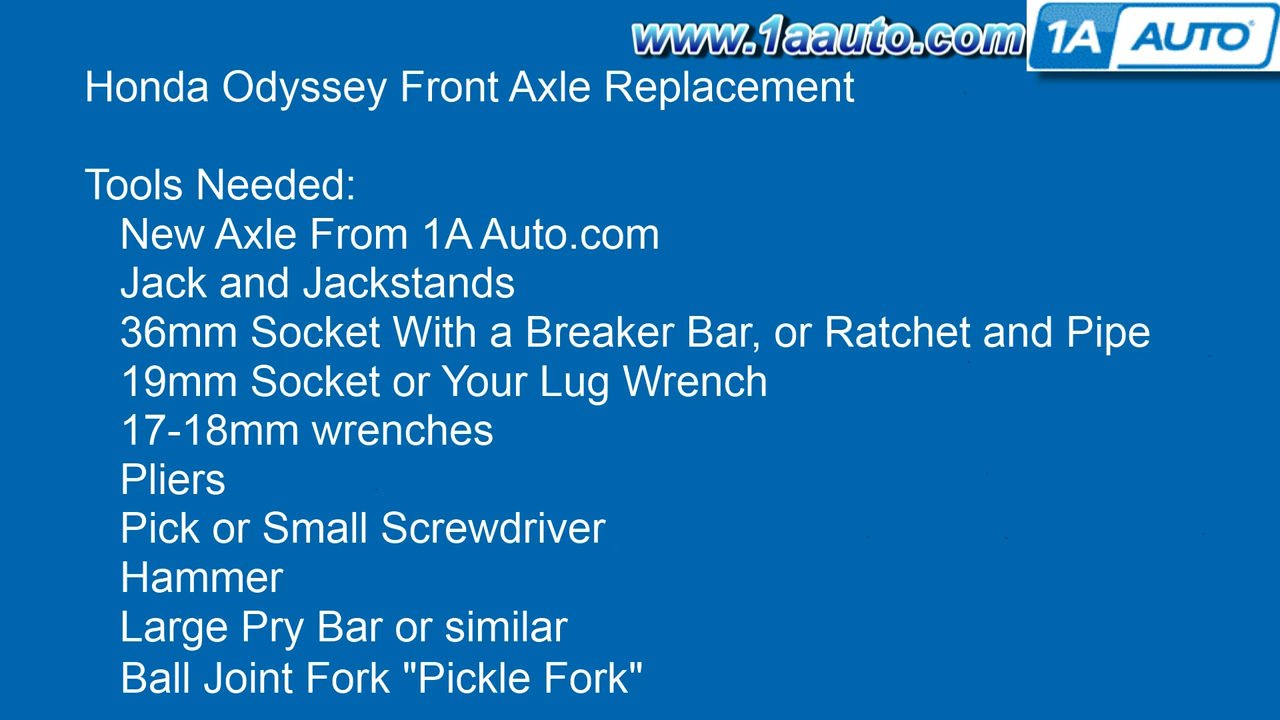 www.1aauto.com 1A AUTO®
Honda Odyssey Front Axle Replacement
Tools Needed:
New Axle From 1A Auto.com
Jack and Jackstands
36mm Socket With a Breaker Bar, or Ratchet and Pipe
19mm Socket or Your Lug Wrench
17-18mm wrenches
Pliers
Pick or Small Screwdriver
Hammer
Large Pry Bar or similar
Ball Joint Fork "Pickle Fork"